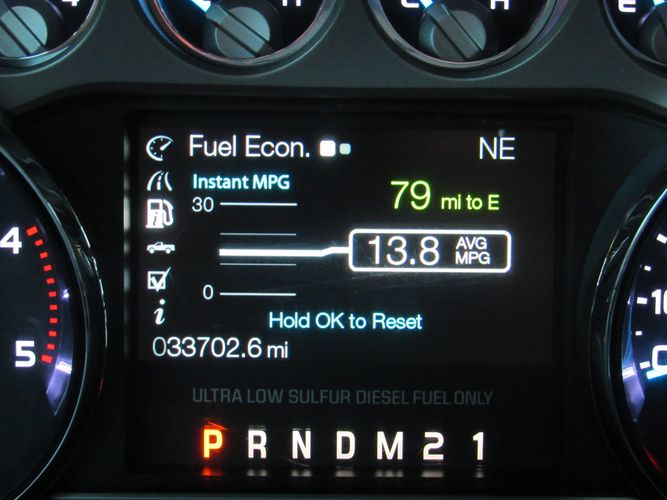 4 H H
Fuel Econ. NE
Instant MPG
79 mi to E
30
13.8 AVG MPG
0
Hold OK to Reset
033702.6 mi
4
5
ULTRA LOW SULFUR DIESEL FUEL ONLY
P R N D M 2 1